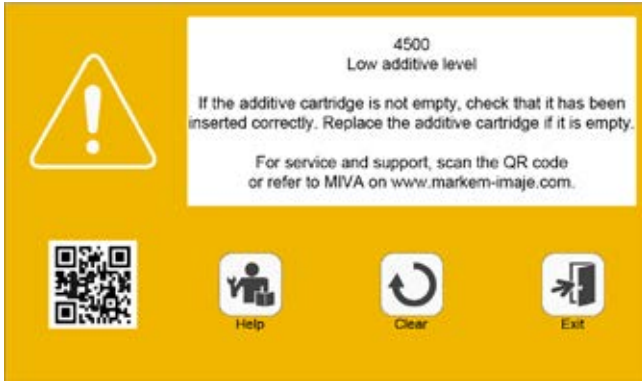 4500
Low additive level
If the additive cartridge is not empty, check that it has been
inserted correctly. Replace the additive cartridge if it is empty.
For service and support, scan the QR code
or refer to MIVA on www.markem-imaje.com.
Help
Clear
Exit